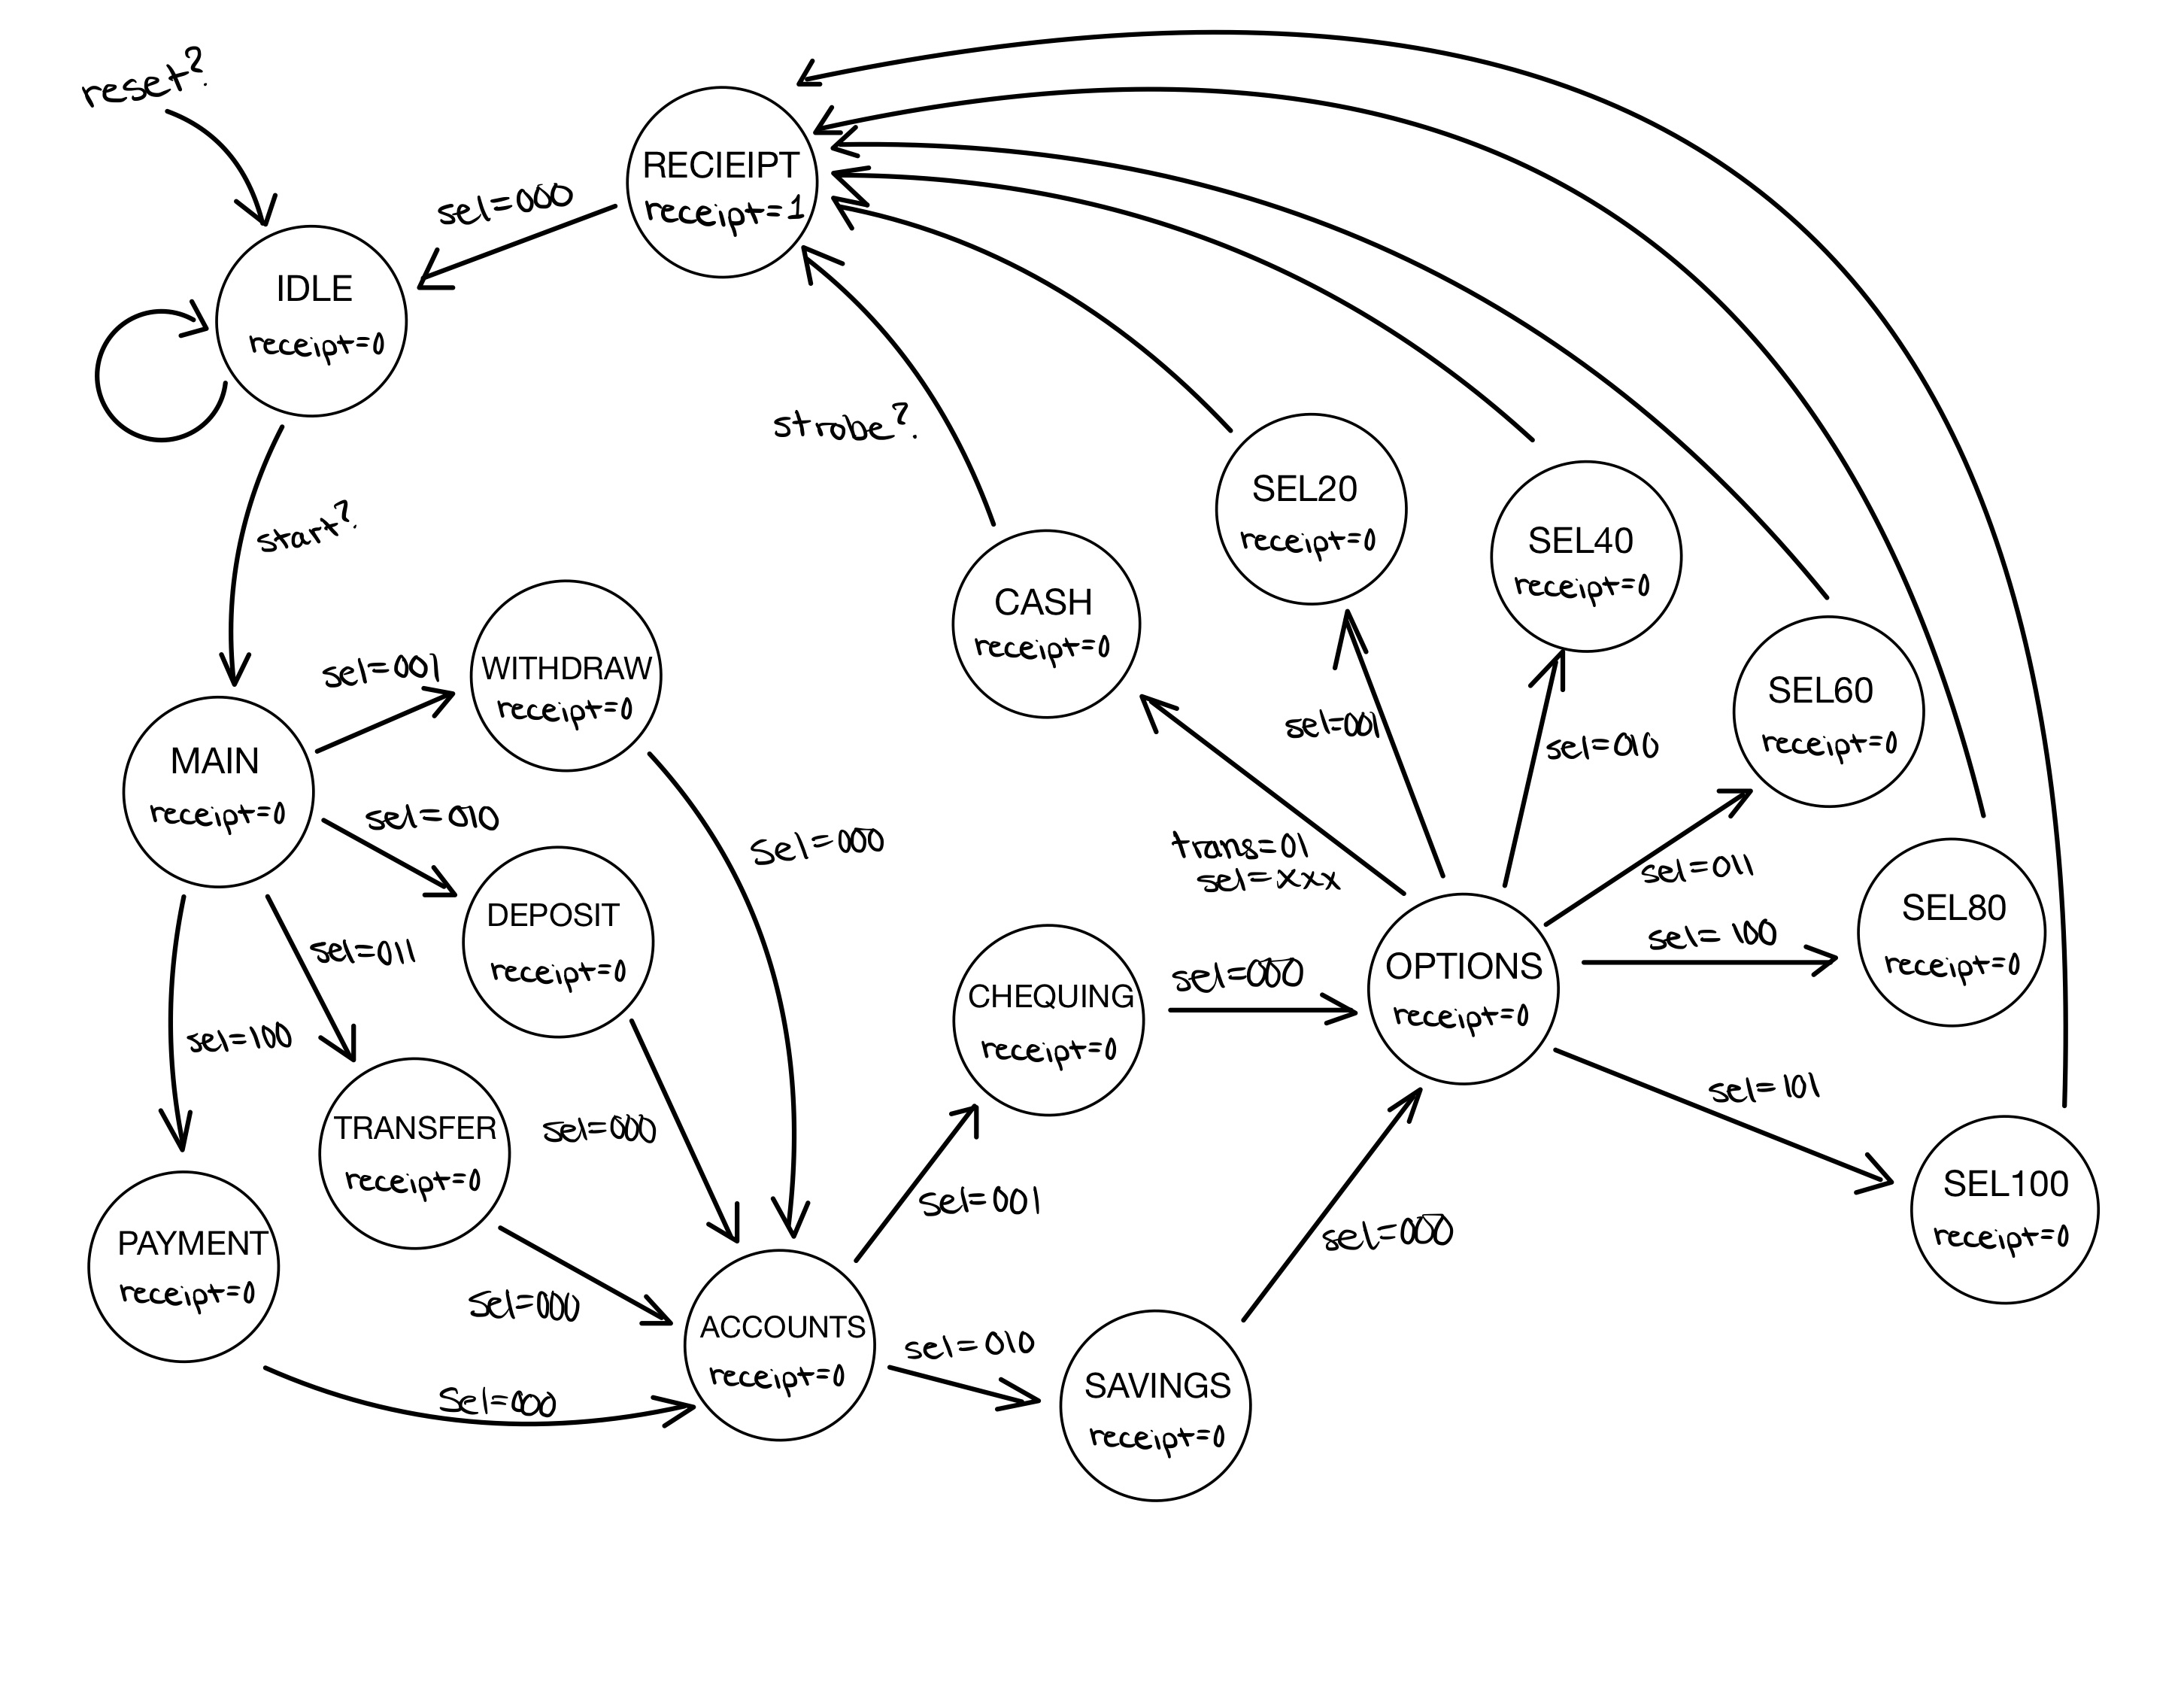 reset?
RECIEIPT
receipt=1
sel=000
IDLE
receipt=0
start?
strobe?
SEL20
receipt=0
SEL40
receipt=0
CASH
receipt=0
SEL60
receipt=0
sel=001
WITHDRAW
receipt=0
MAIN
receipt=0
sel=001
sel=010
sel=010
sel=000
trans=01
sel=xxx
sel=011
SEL80
receipt=0
DEPOSIT
receipt=0
sel=011
sel=100
CHEQUING
receipt=0
sel=000
OPTIONS
receipt=0
sel=100
sel=101
TRANSFER
receipt=0
sel=000
SEL100
receipt=0
sel=001
sel=000
PAYMENT
receipt=0
Sel=000
ACCOUNTS
receipt=0
sel=010
SAVINGS
receipt=0
Sel=000